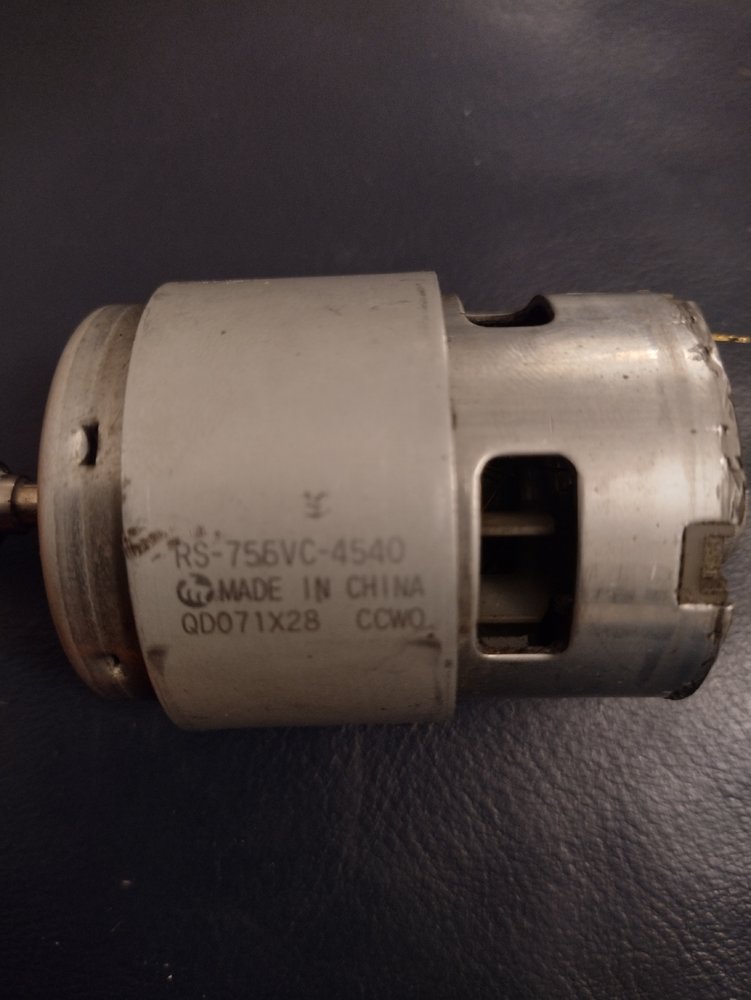 RS-755VC-4540
MADE IN CHINA
QD071X28 CCWO